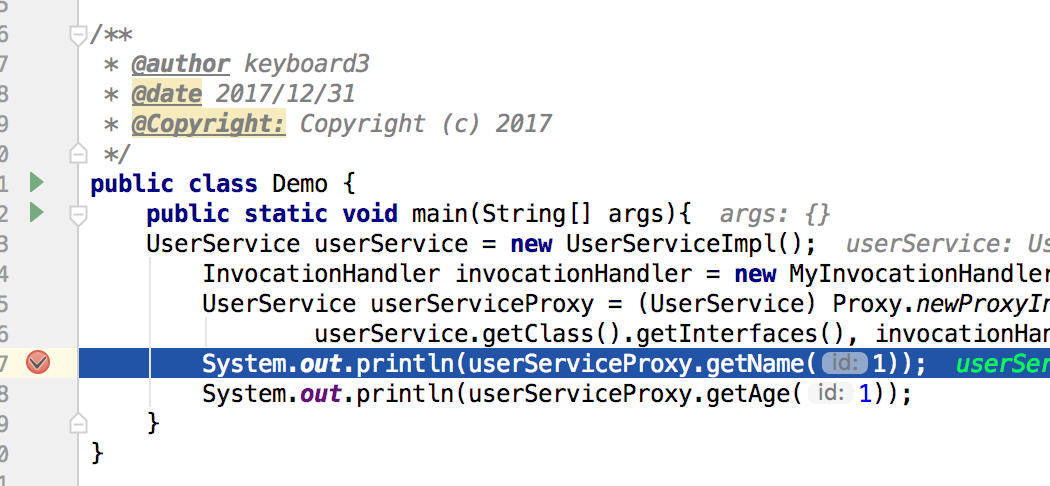 5
6 /**
7 * @author keyboard3
8 * @date 2017/12/31
9 * @Copyright: Copyright (c) 2017
0 */
1 public class Demo {
2 public static void main(String[] args){ args: {}
3 UserService userService = new UserServiceImpl(); userService: Us
4 InvocationHandler invocationHandler = new MyInvocationHandler
5 UserService userServiceProxy = (UserService) Proxy.newProxyIn
6 userService.getClass().getInterfaces(), invocationHan
7 System.out.println(userServiceProxy.getName( id: 1)); userSer
8 System.out.println(userServiceProxy.getAge( id: 1));
9 }
0 }
1